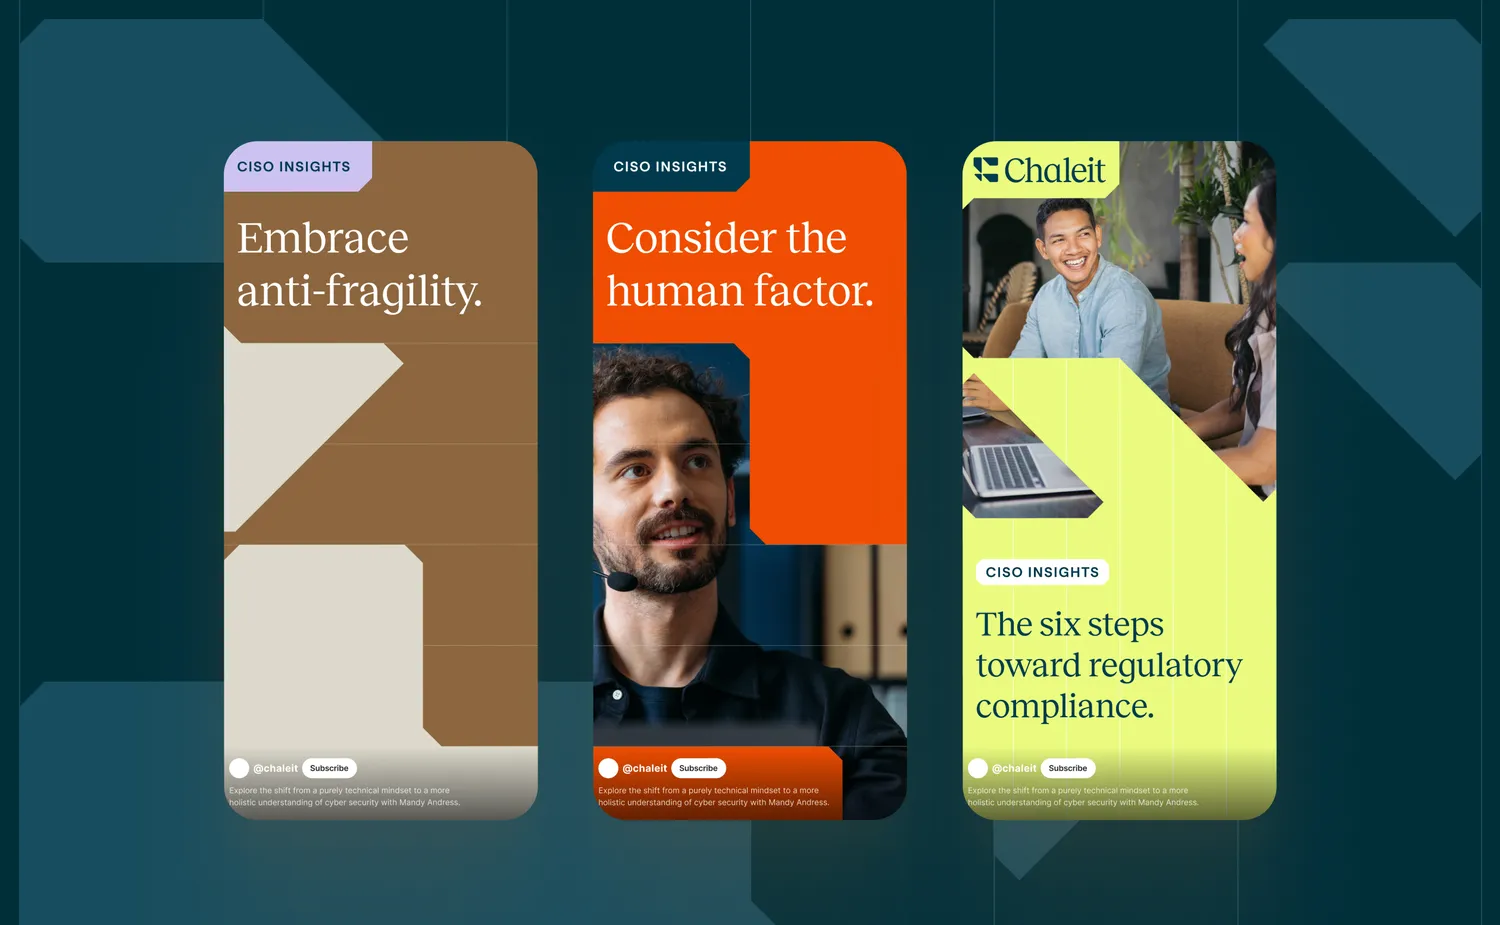 CISO INSIGHTS
Embrace
anti-fragility.
@chaleit Subscribe
Explore the shift from a purely technical mindset to a more
holistic understanding of cyber security with Mandy Andress.
CISO INSIGHTS
Consider the
human factor.
@chaleit Subscribe
Explore the shift from a purely technical mindset to a more
holistic understanding of cyber security with Mandy Andress.
Chaleit
CISO INSIGHTS
The six steps
toward regulatory
compliance.
@chaleit Subscribe
Explore the shift from a purely technical mindset to a more
holistic understanding of cyber security with Mandy Andress.